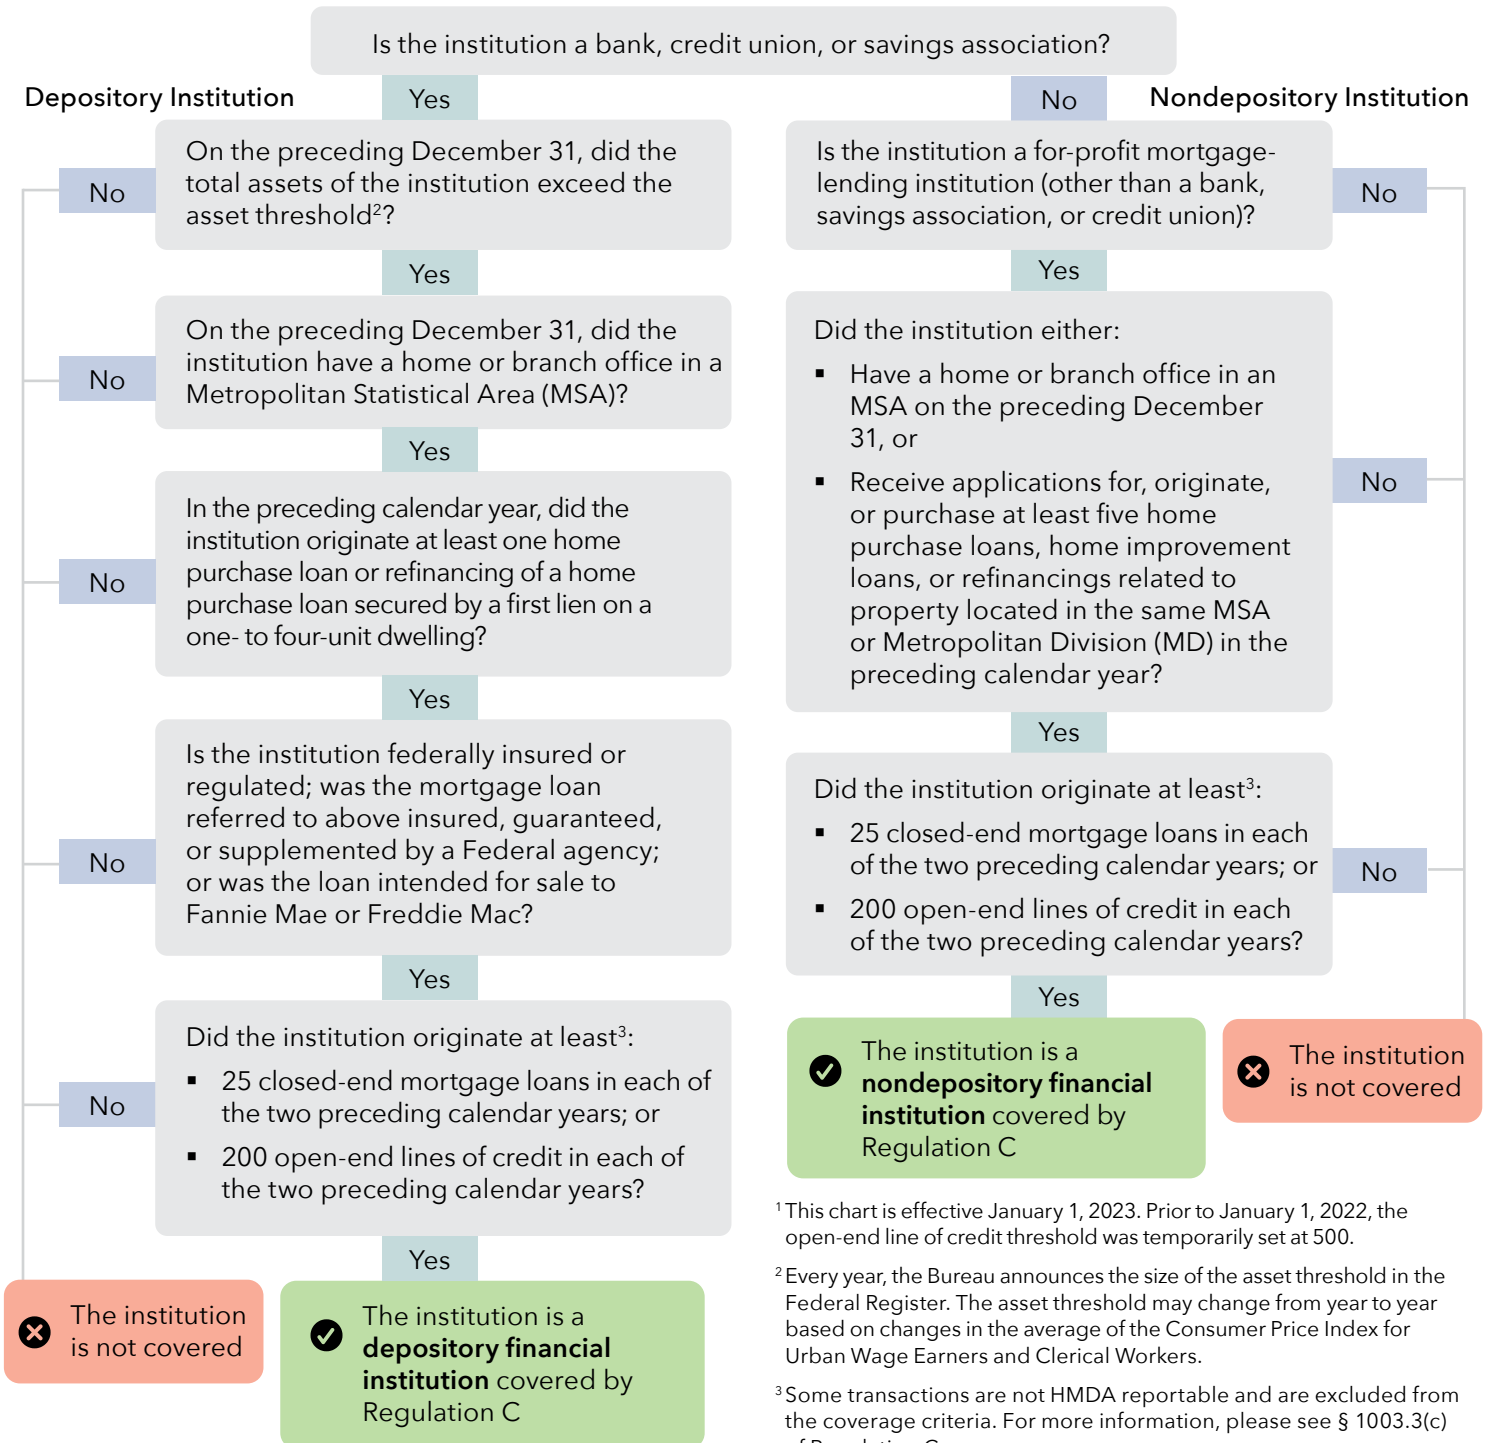 Is the institution a bank, credit union, or savings association?
Depository Institution
Yes
On the preceding December 31, did the
total assets of the institution exceed the
asset threshold²?
No
Yes
On the preceding December 31, did the
institution have a home or branch office in a
Metropolitan Statistical Area (MSA)?
No
Yes
In the preceding calendar year, did the
institution originate at least one home
purchase loan or refinancing of a home
purchase loan secured by a first lien on a
one- to four-unit dwelling?
No
Yes
Is the institution federally insured or
regulated; was the mortgage loan
referred to above insured, guaranteed,
or supplemented by a Federal agency;
or was the loan intended for sale to
Fannie Mae or Freddie Mac?
No
Yes
Did the institution originate at least³:
▪ 25 closed-end mortgage loans in each of
the two preceding calendar years; or
▪ 200 open-end lines of credit in each of
the two preceding calendar years?
No
Yes
The institution
is not covered
The institution is a
depository financial
institution covered by
Regulation C
No
Nondepository Institution
Is the institution a for-profit mortgage-
lending institution (other than a bank,
savings association, or credit union)?
No
Yes
Did the institution either:
▪ Have a home or branch office in an
MSA on the preceding December
31, or
▪ Receive applications for, originate,
or purchase at least five home
purchase loans, home improvement
loans, or refinancings related to
property located in the same MSA
or Metropolitan Division (MD) in the
preceding calendar year?
No
Yes
Did the institution originate at least³:
▪ 25 closed-end mortgage loans in each
of the two preceding calendar years; or
▪ 200 open-end lines of credit in each
of the two preceding calendar years?
No
Yes
The institution is a
nondepository financial
institution covered by
Regulation C
The institution
is not covered
¹ This chart is effective January 1, 2023. Prior to January 1, 2022, the
open-end line of credit threshold was temporarily set at 500.
² Every year, the Bureau announces the size of the asset threshold in the
Federal Register. The asset threshold may change from year to year
based on changes in the average of the Consumer Price Index for
Urban Wage Earners and Clerical Workers.
³ Some transactions are not HMDA reportable and are excluded from
the coverage criteria. For more information, please see § 1003.3(c)